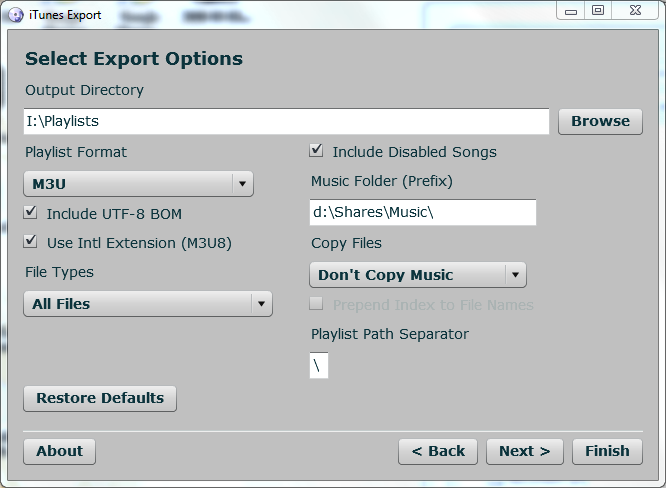 iTunes Export
Select Export Options
Output Directory
I:\Playlists
Browse
Playlist Format
M3U
Include UTF-8 BOM
Use Intl Extension (M3U8)
File Types
All Files
Include Disabled Songs
Music Folder (Prefix)
d:\Shares\Music\
Copy Files
Don't Copy Music
Prepend Index to File Names
Playlist Path Separator
\
Restore Defaults
About
< Back
Next >
Finish